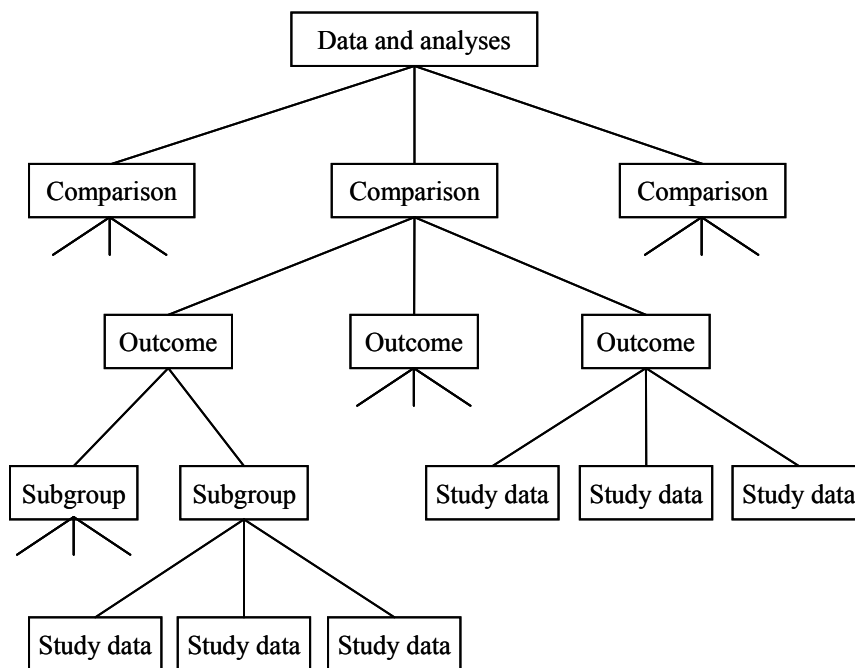 Data and analyses
Comparison
Comparison
Comparison
Outcome
Outcome
Outcome
Subgroup
Subgroup
Study data
Study data
Study data
Study data
Study data
Study data